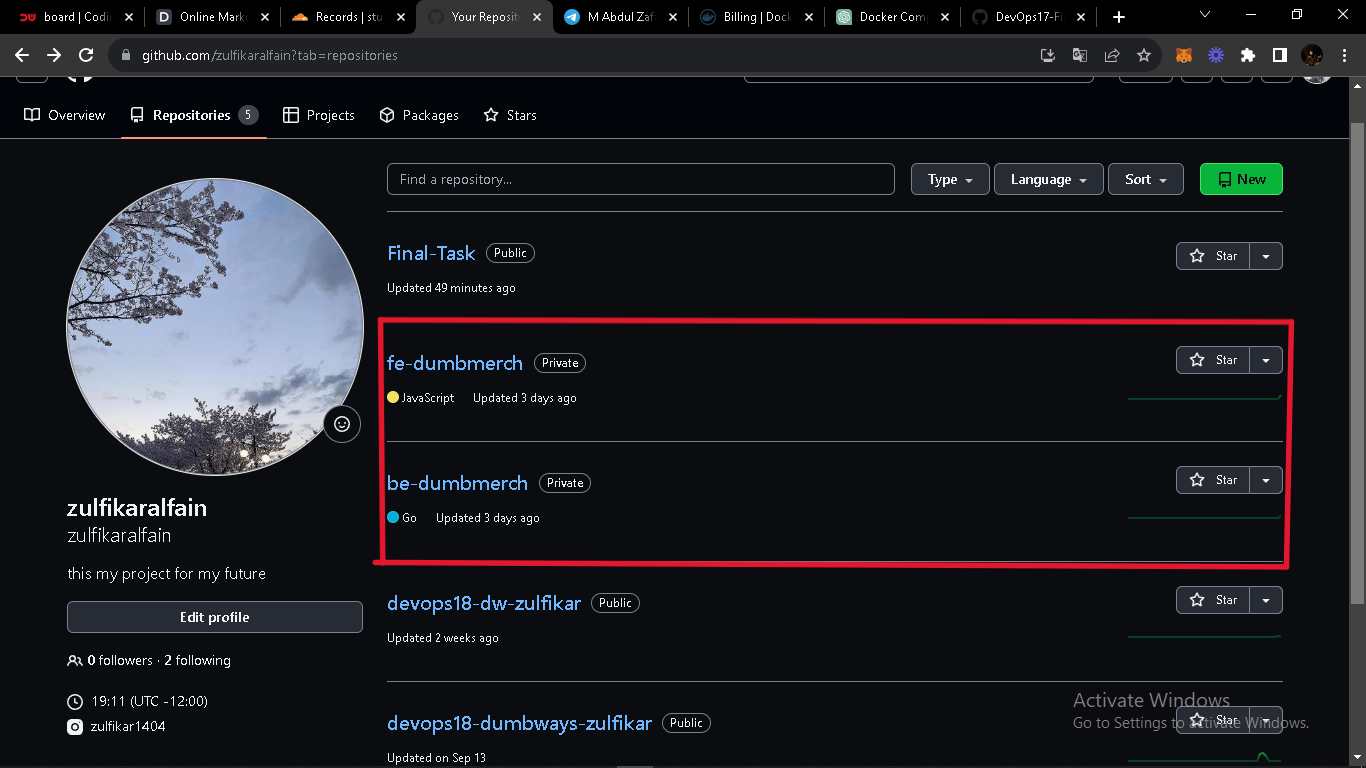 board | Codi
Online Mark
Records | stu
Your Reposit
M Abdul Zaf
Billing | Dock
Docker Com
DevOps17-Fi
github.com/zulfikaralfain?tab=repositories
Overview
Repositories 5
Projects
Packages
Stars
Find a repository...
Type
Language
Sort
New
Final-Task Public
Star
Updated 49 minutes ago
fe-dumbmerch Private
Star
JavaScript Updated 3 days ago
be-dumbmerch Private
Star
Go Updated 3 days ago
zulfikaralfain
zulfikaralfain
this my project for my future
Edit profile
0 followers · 2 following
19:11 (UTC -12:00)
zulfikar1404
devops18-dw-zulfikar Public
Star
Updated 2 weeks ago
devops18-dumbways-zulfikar Public
Star
Updated on Sep 13
Activate Windows
Go to Settings to activate Windows.